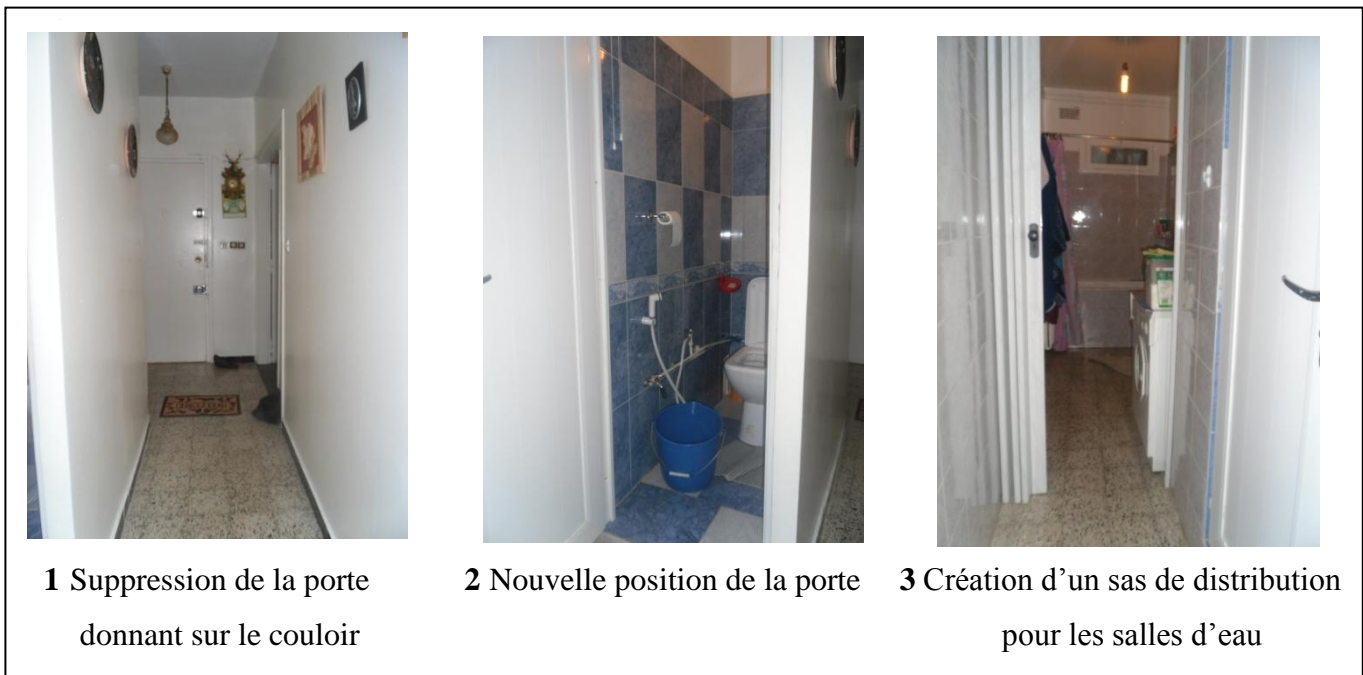 1 Suppression de la porte
donnant sur le couloir
2 Nouvelle position de la porte
3 Création d’un sas de distribution
pour les salles d’eau